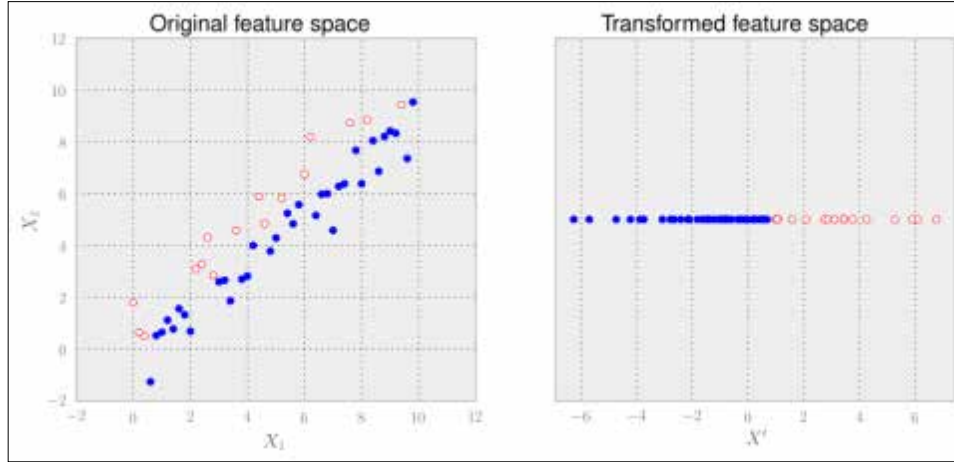 Original feature space
Transformed feature space
12
10
8
6
4
2
0
−2
X₂
−2 0 2 4 6 8 10 12
X₁
−6 −4 −2 0 2 4 6
X′